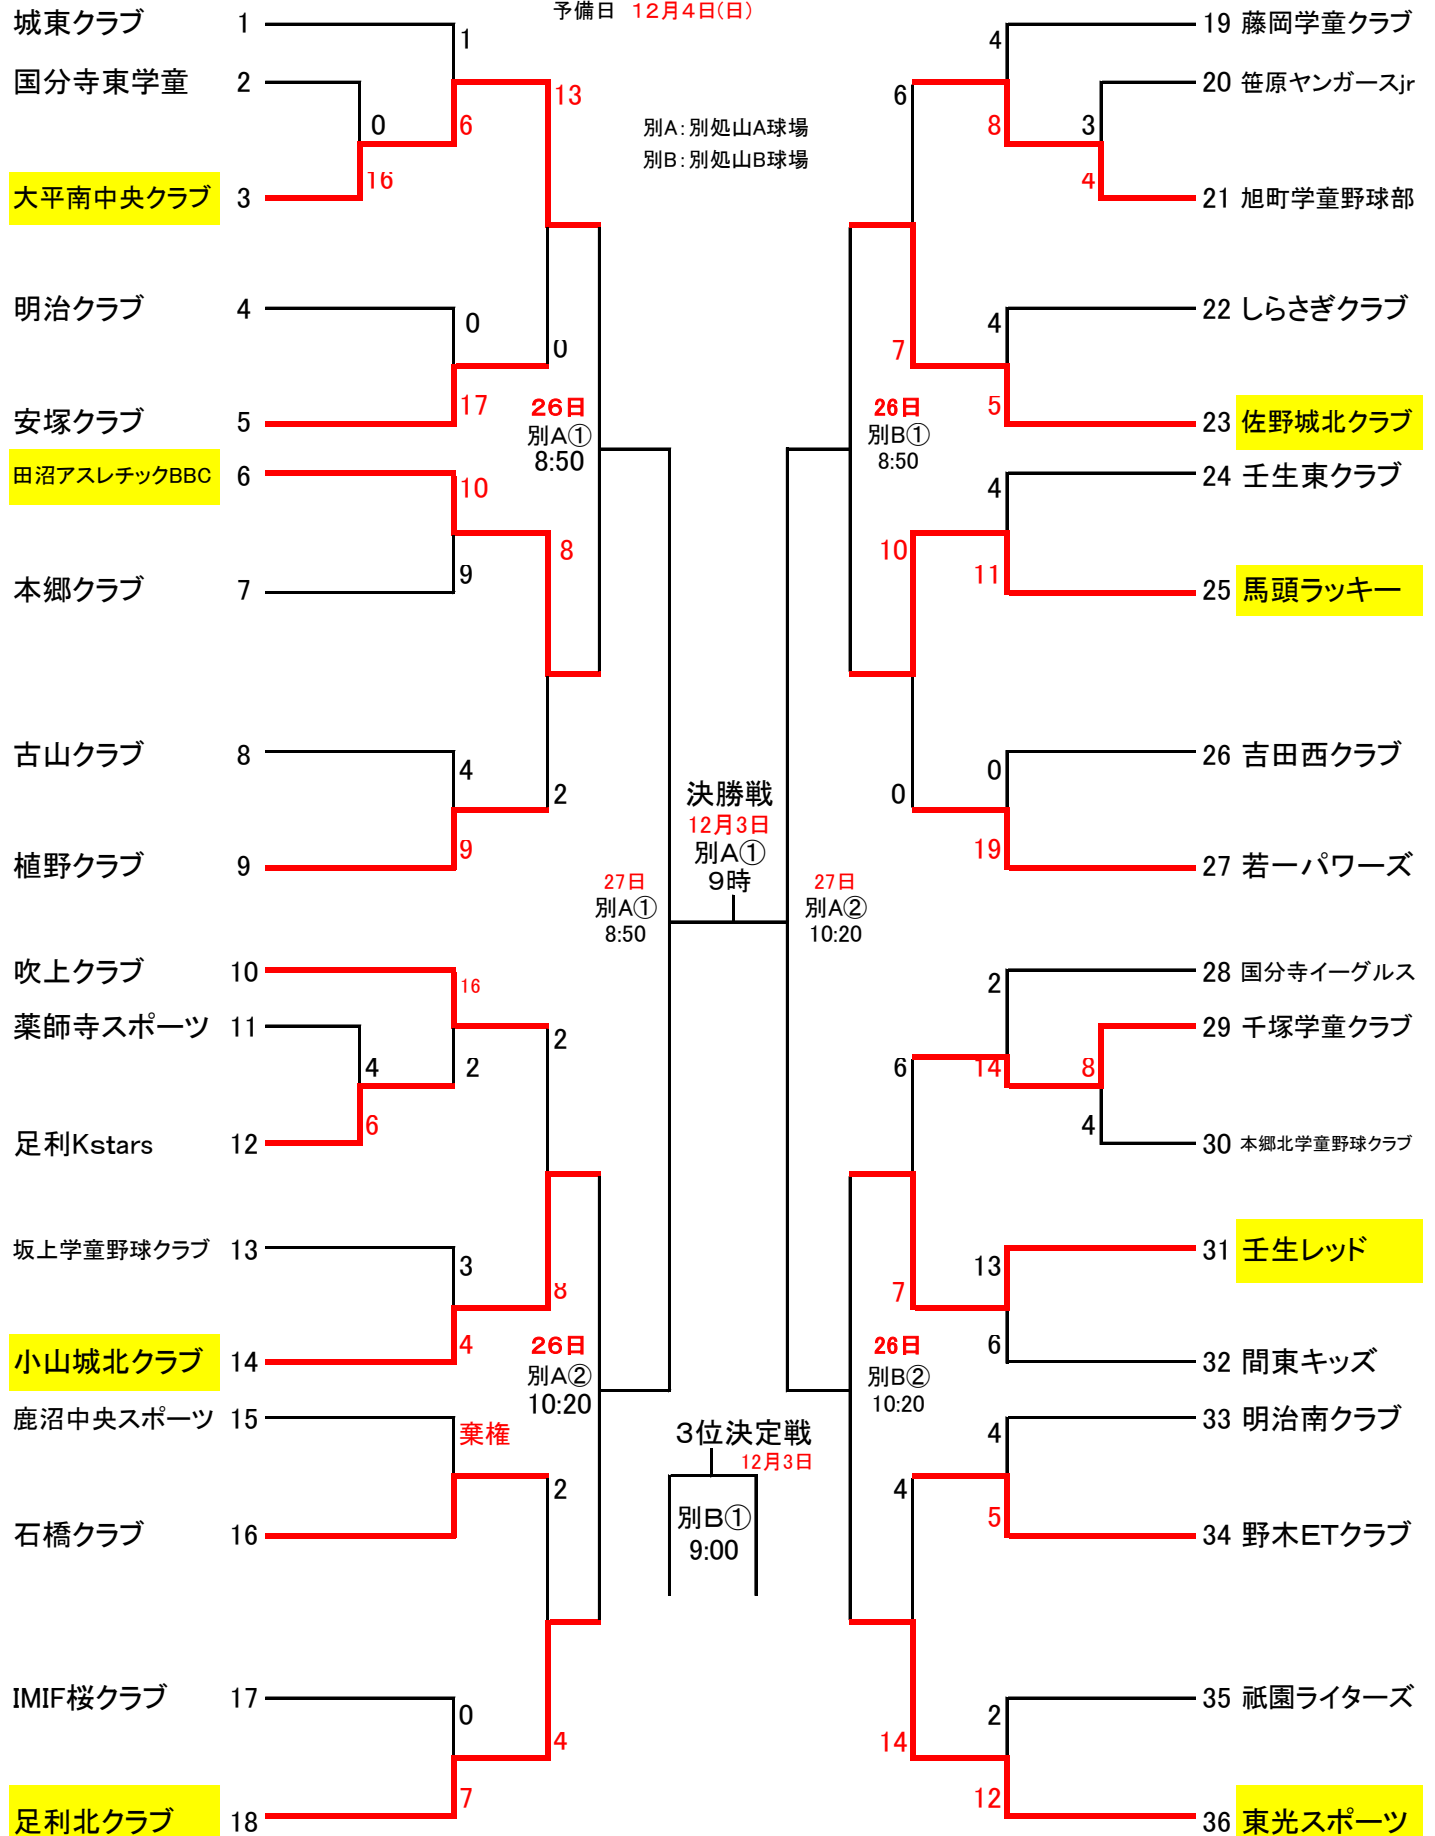 予備日 12月4日(日)
城東クラブ 1
1
国分寺東学童 2
13
0
6
16
大平南中央クラブ 3
明治クラブ 4
0
0
17
安塚クラブ 5
26日
別A①
8:50
田沼アスレチックBBC 6
10
8
9
本郷クラブ 7
古山クラブ 8
4
2
9
植野クラブ 9
27日
別A①
8:50
吹上クラブ 10
16
薬師寺スポーツ 11
2
4
2
6
足利Kstars 12
坂上学童野球クラブ 13
3
8
4
小山城北クラブ 14
26日
別A②
10:20
鹿沼中央スポーツ 15
棄権
2
石橋クラブ 16
IMIF桜クラブ 17
0
4
7
足利北クラブ 18
別A:別処山A球場
別B:別処山B球場
決勝戦
12月3日
別A①
9時
3位決定戦
12月3日
別B①
9:00
19 藤岡学童クラブ
4
20 笹原ヤンガースjr
6
8
3
4
21 旭町学童野球部
22 しらさぎクラブ
4
7
5
23 佐野城北クラブ
26日
別B①
8:50
24 壬生東クラブ
4
10
11
25 馬頭ラッキー
26 吉田西クラブ
0
0
19
27 若一パワーズ
27日
別A②
10:20
28 国分寺イーグルス
2
29 千塚学童クラブ
6
14
8
4
30 本郷北学童野球クラブ
31 壬生レッド
13
7
6
32 間東キッズ
26日
別B②
10:20
33 明治南クラブ
4
4
5
34 野木ETクラブ
35 祇園ライターズ
2
14
12
36 東光スポーツ